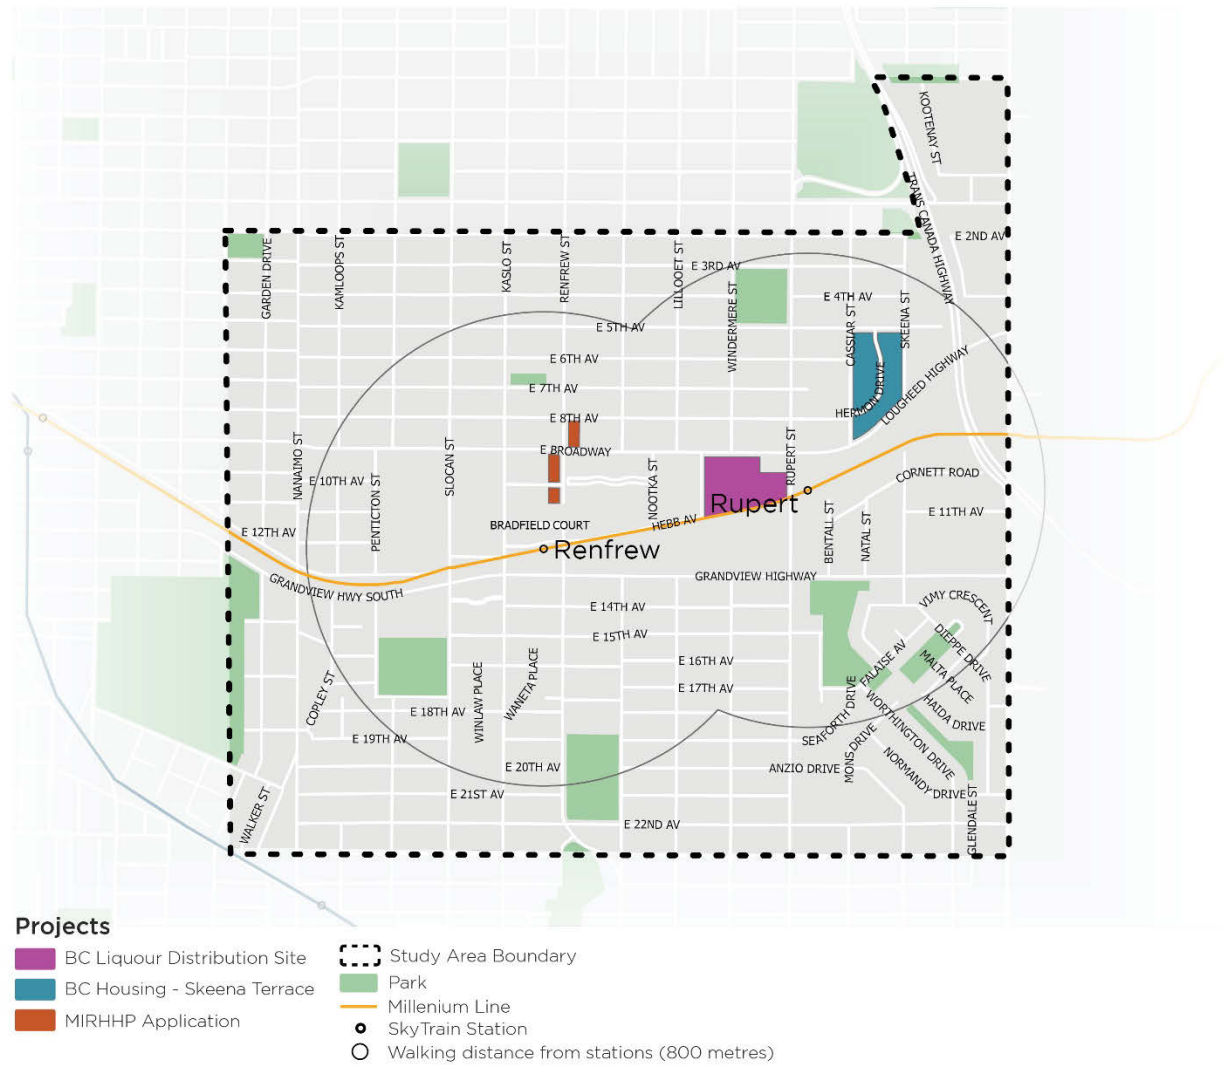 KOOTENAY ST
TRANS CANADA HIGHWAY
E 2ND AV
GARDEN DRIVE
KAMLOOPS ST
KASLO ST
RENFREW ST
LILLOOET ST
E 3RD AV
WINDERMERE ST
E 4TH AV
CASSIAR ST
SKEENA ST
E 5TH AV
E 6TH AV
E 7TH AV
HERMON DRIVE
LOUGHEED HIGHWAY
E 8TH AV
E BROADWAY
NANAIMO ST
SLOCAN ST
RUPERT ST
E 10TH AV
PENTICTON ST
NOOTKA ST
CORNETT ROAD
Rupert
E 11TH AV
E 12TH AV
BRADFIELD COURT
HEBB AV
BENTALL ST
NATAL ST
Renfrew
GRANDVIEW HWY SOUTH
GRANDVIEW HIGHWAY
E 14TH AV
VIMY CRESCENT
E 15TH AV
DIEPPE DRIVE
E 16TH AV
FALAISE AV
MALTA PLACE
E 17TH AV
COPLEY ST
WINLAW PLACE
WANETA PLACE
E 18TH AV
SEAFORTH DRIVE
WORTHINGTON DRIVE
HAIDA DRIVE
E 19TH AV
MONS DRIVE
NORMANDY DRIVE
E 20TH AV
ANZIO DRIVE
E 21ST AV
WALKER ST
E 22ND AV
GLENDALE ST
Projects
BC Liquour Distribution Site
BC Housing - Skeena Terrace
MIRHHP Application
Study Area Boundary
Park
Millenium Line
SkyTrain Station
Walking distance from stations (800 metres)